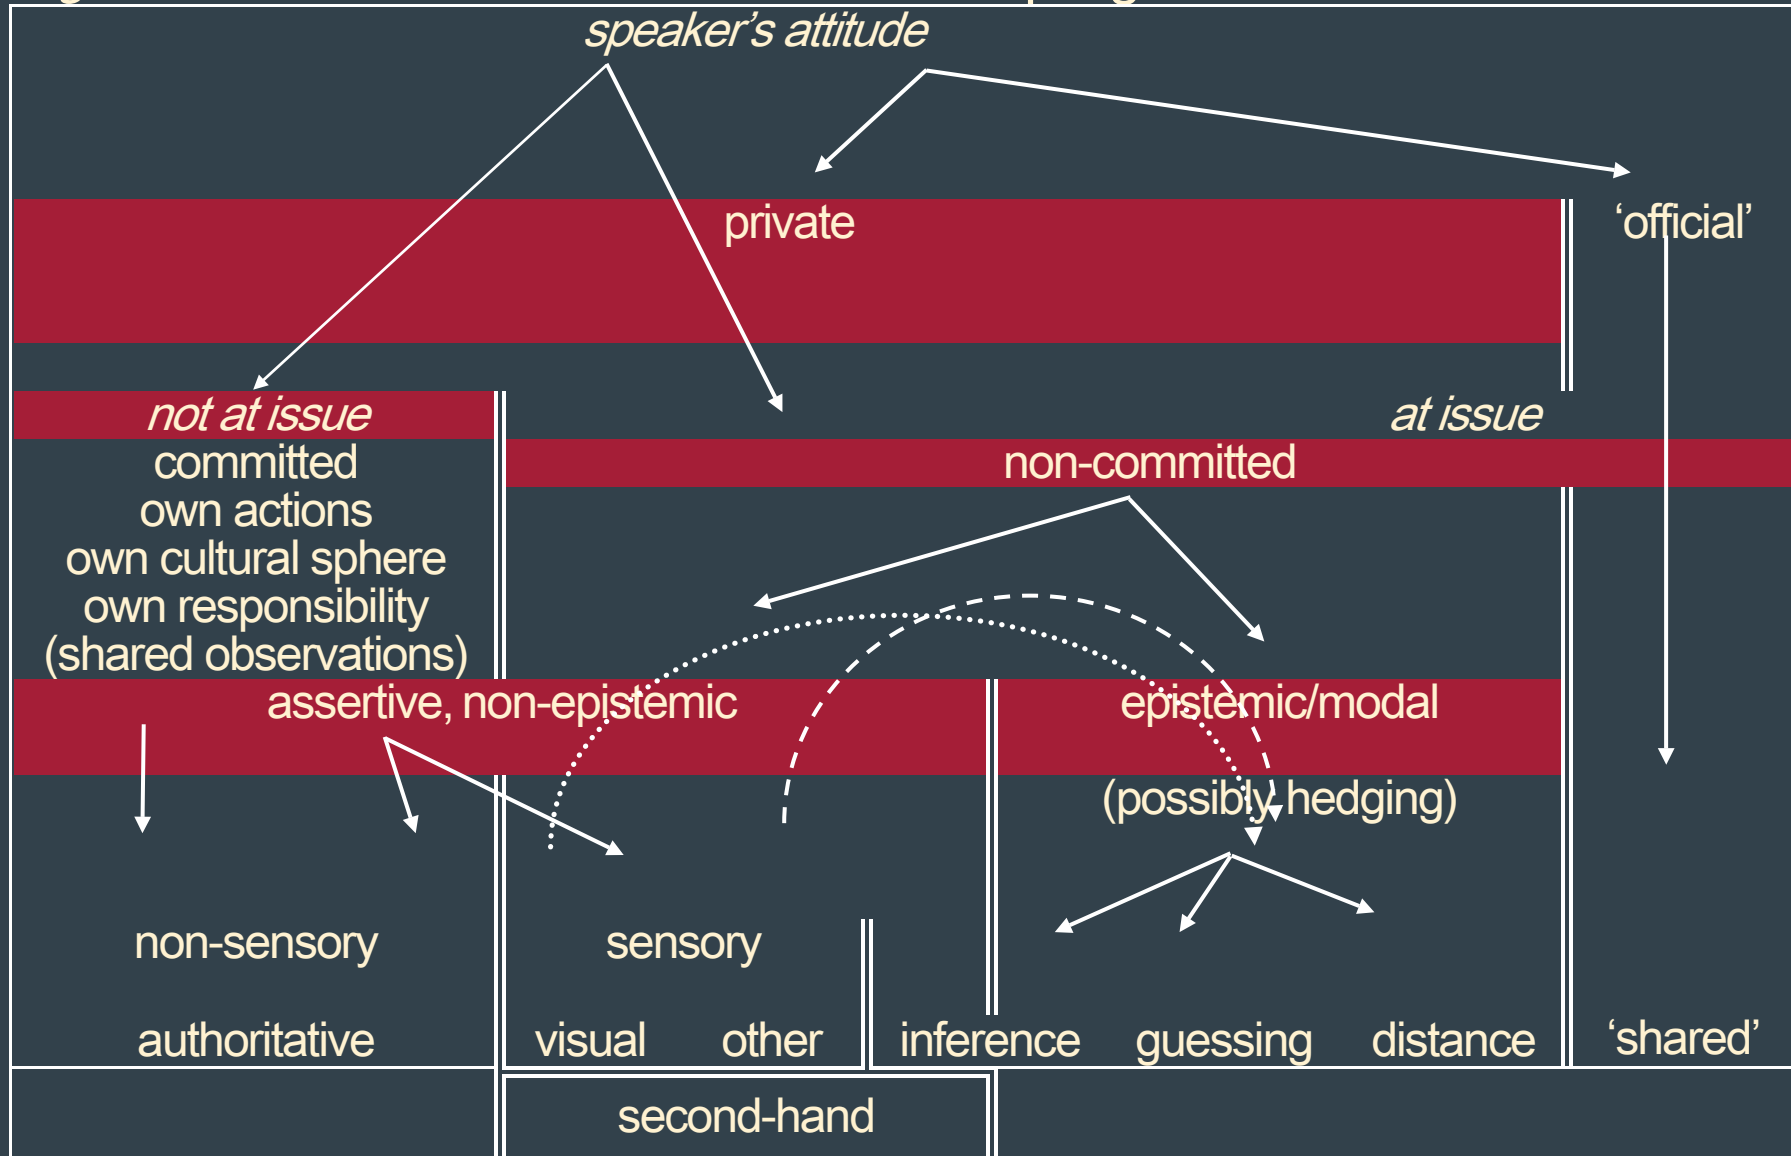 speaker's attitude
private
‘official’
not at issue
at issue
committed
non-committed
own actions
own cultural sphere
own responsibility
(shared observations)
assertive, non-epistemic
epistemic/modal
(possibly hedging)
non-sensory
sensory
authoritative
visual
other
inference
guessing
distance
‘shared’
second-hand